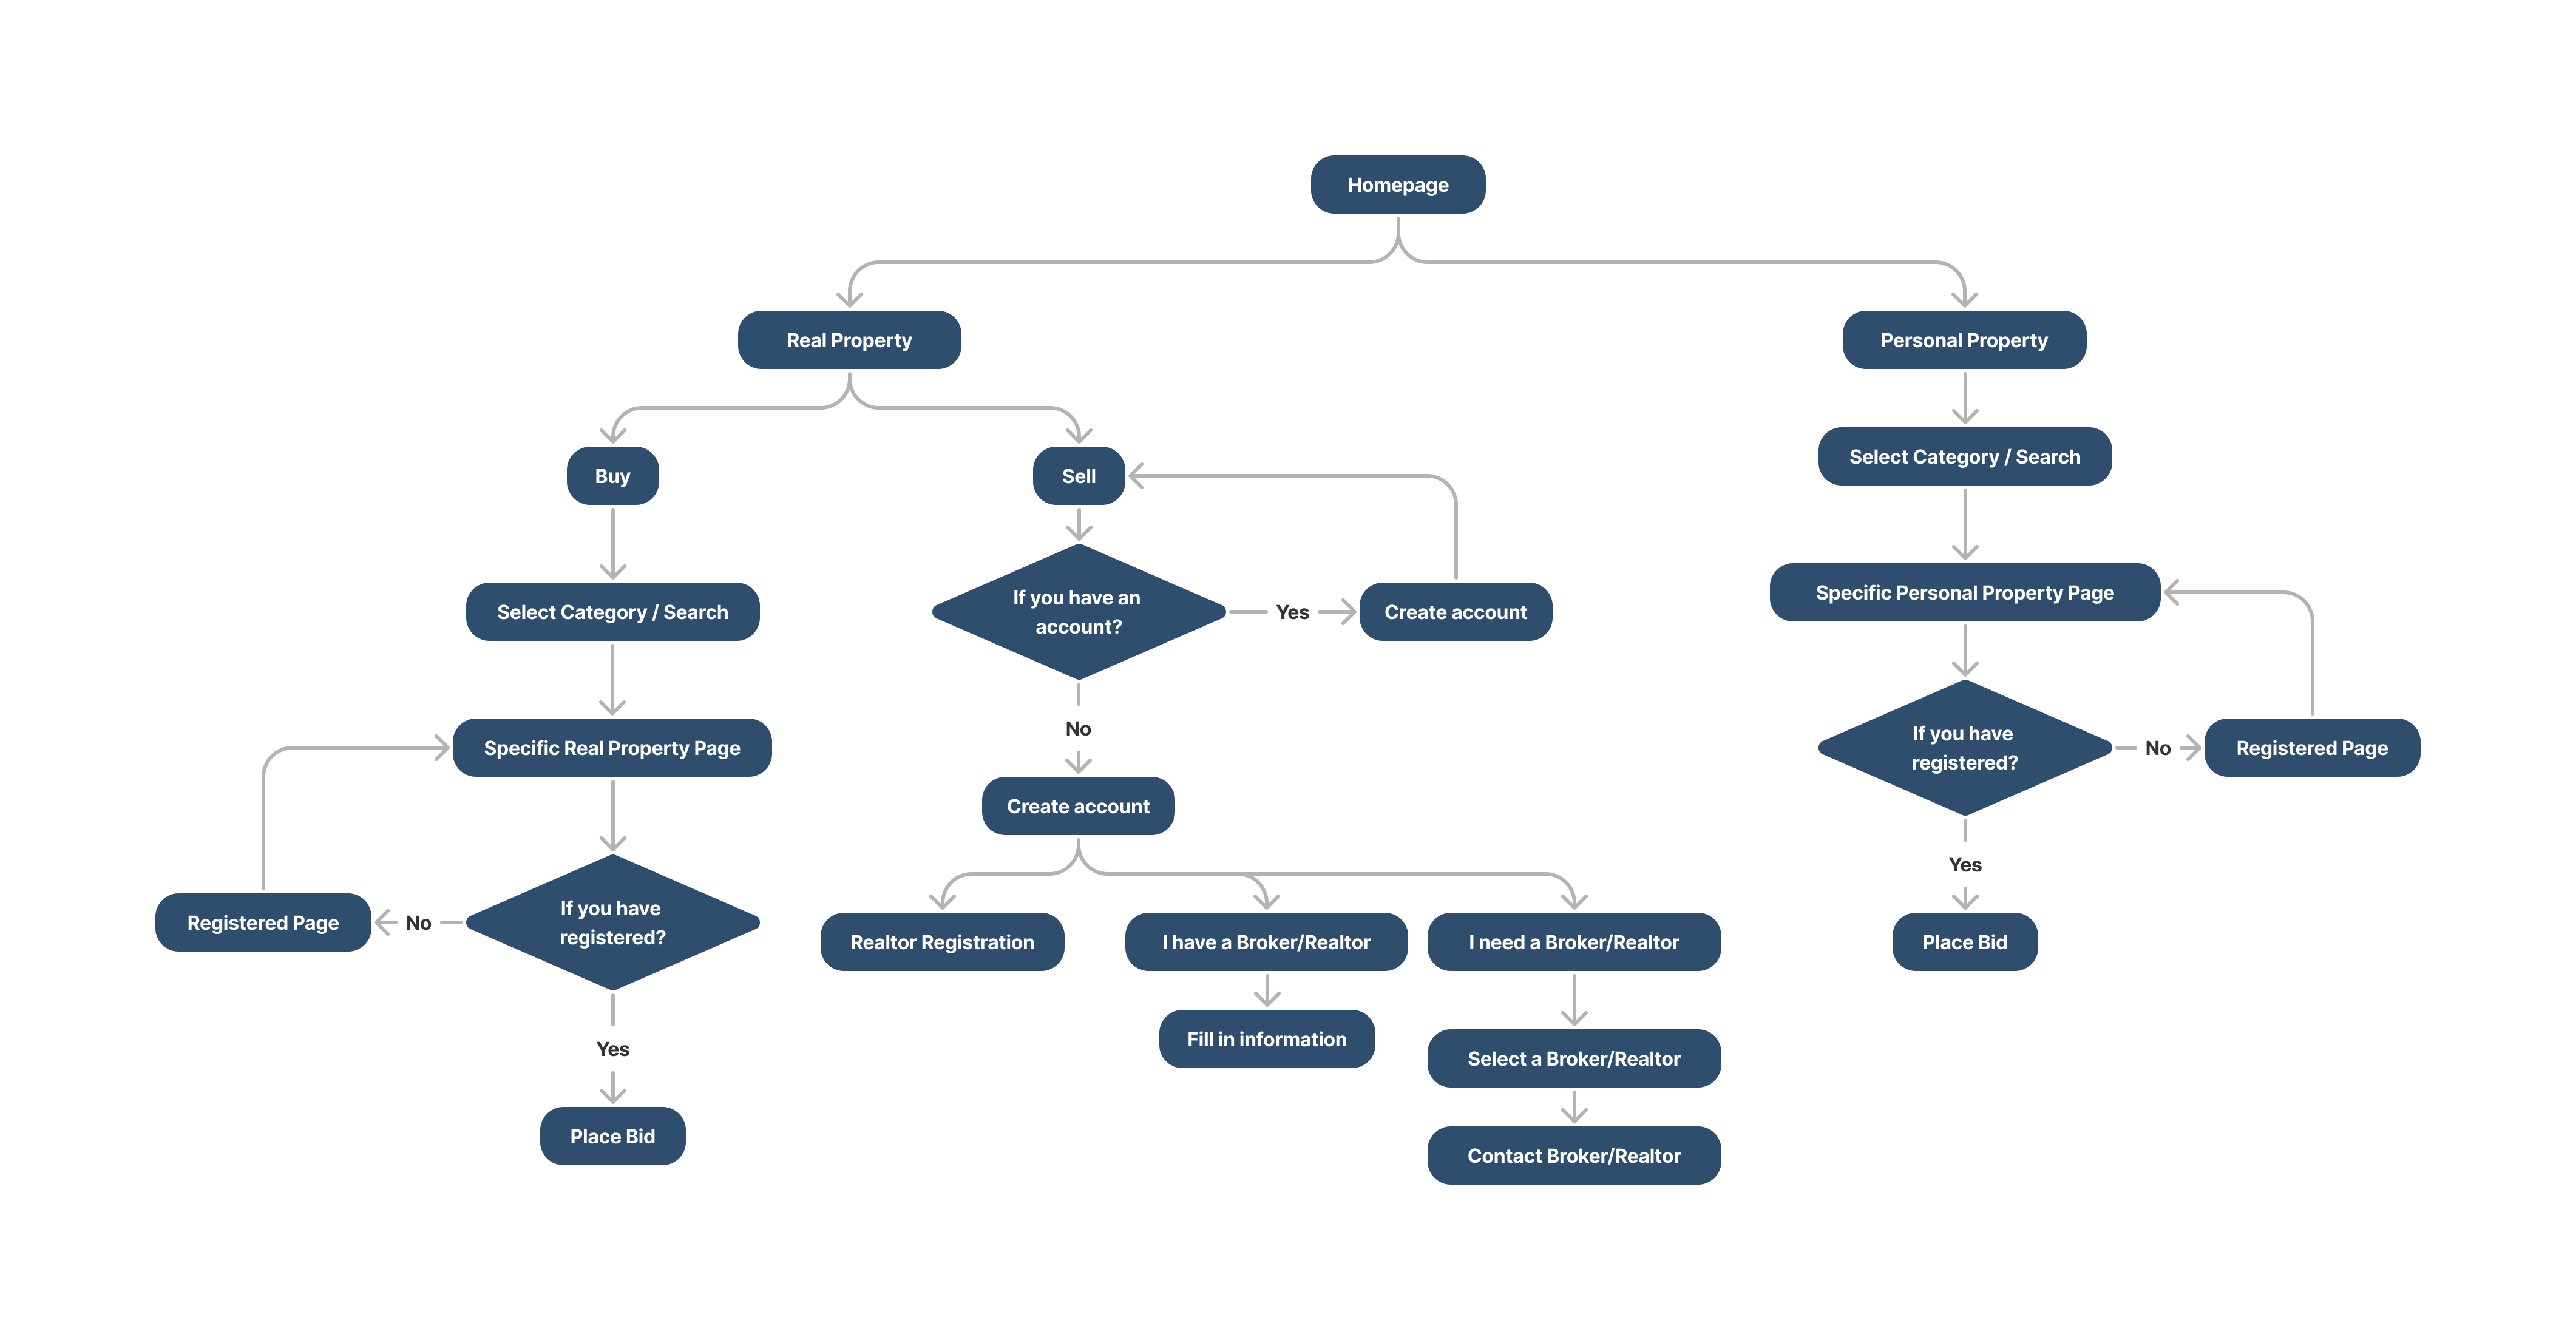 Homepage
Real Property
Personal Property
Buy
Sell
Select Category / Search
Select Category / Search
If you have an
account?
Yes
Create account
Specific Personal Property Page
No
Specific Real Property Page
If you have
registered?
No
Registered Page
Create account
Yes
Registered Page
No
If you have
registered?
Realtor Registration
I have a Broker/Realtor
I need a Broker/Realtor
Place Bid
Fill in information
Yes
Select a Broker/Realtor
Place Bid
Contact Broker/Realtor